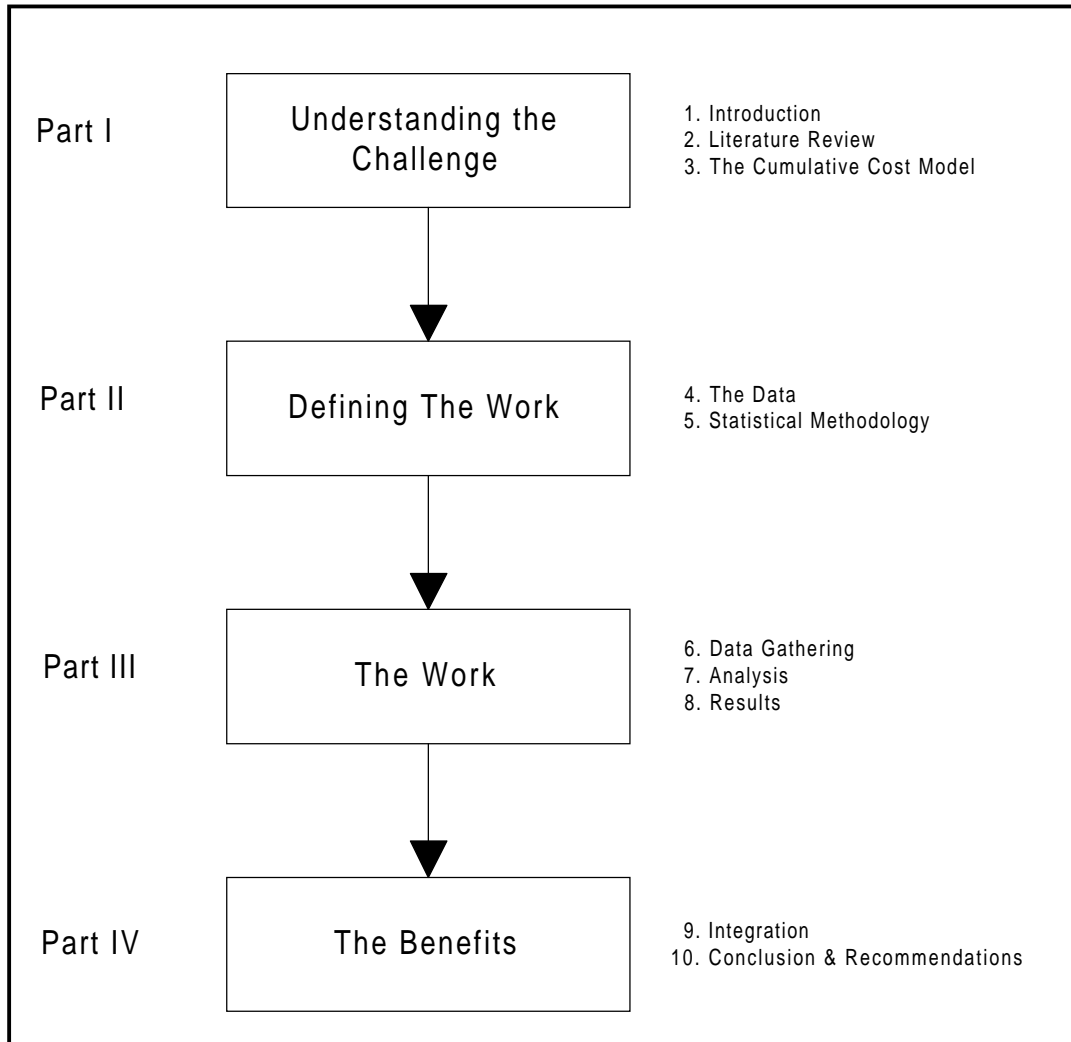 Part I
Understanding the
Challenge
1. Introduction
2. Literature Review
3. The Cumulative Cost Model
Part II
Defining The Work
4. The Data
5. Statistical Methodology
Part III
The Work
6. Data Gathering
7. Analysis
8. Results
Part IV
The Benefits
9. Integration
10. Conclusion & Recommendations